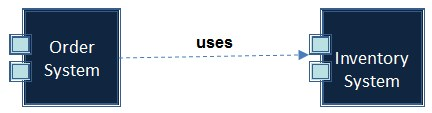 Order
System
uses
Inventory
System